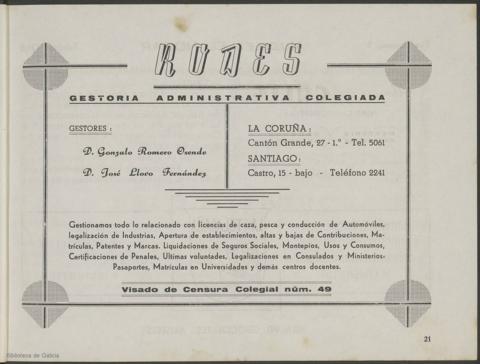 RODES
GESTORIA ADMINISTRATIVA COLEGIADA
GESTORES :
D. Gonzalo Romero Osende
D. José Llovo Fernández
LA CORUÑA :
Cantón Grande, 27 - 1.° - Tel. 5061
SANTIAGO :
Castro, 15 - bajo - Teléfono 2241
Gestionamos todo lo relacionado con licencias de caza, pesca y conducción de Automóviles,
legalización de Industrias, Apertura de establecimientos, altas y bajas de Contribuciones, Ma-
trículas, Patentes y Marcas. Liquidaciones de Seguros Sociales, Montepios, Usos y Consumos,
Certificaciones de Penales, Ultimas voluntades, Legalizaciones en Consulados y Ministerios-
Pasaportes, Matrículas en Universidades y demás centros docentes.
Visado de Censura Colegial núm. 49
21
Biblioteca de Galicia